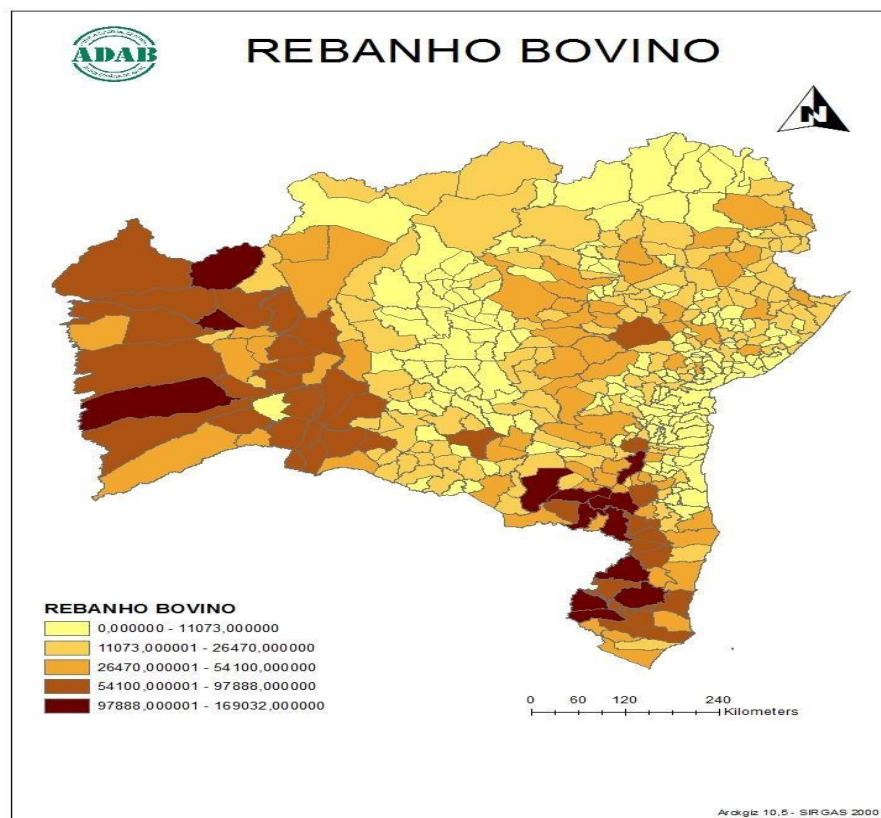 ADAB
REBANHO BOVINO
N
REBANHO BOVINO
0,000000 - 11073,000000
11073,000001 - 26470,000000
26470,000001 - 54100,000000
54100,000001 - 97888,000000
97888,000001 - 169032,000000
0 60 120 240
Kilometers
Arckgiz 10,5 - SIRGAS 2000